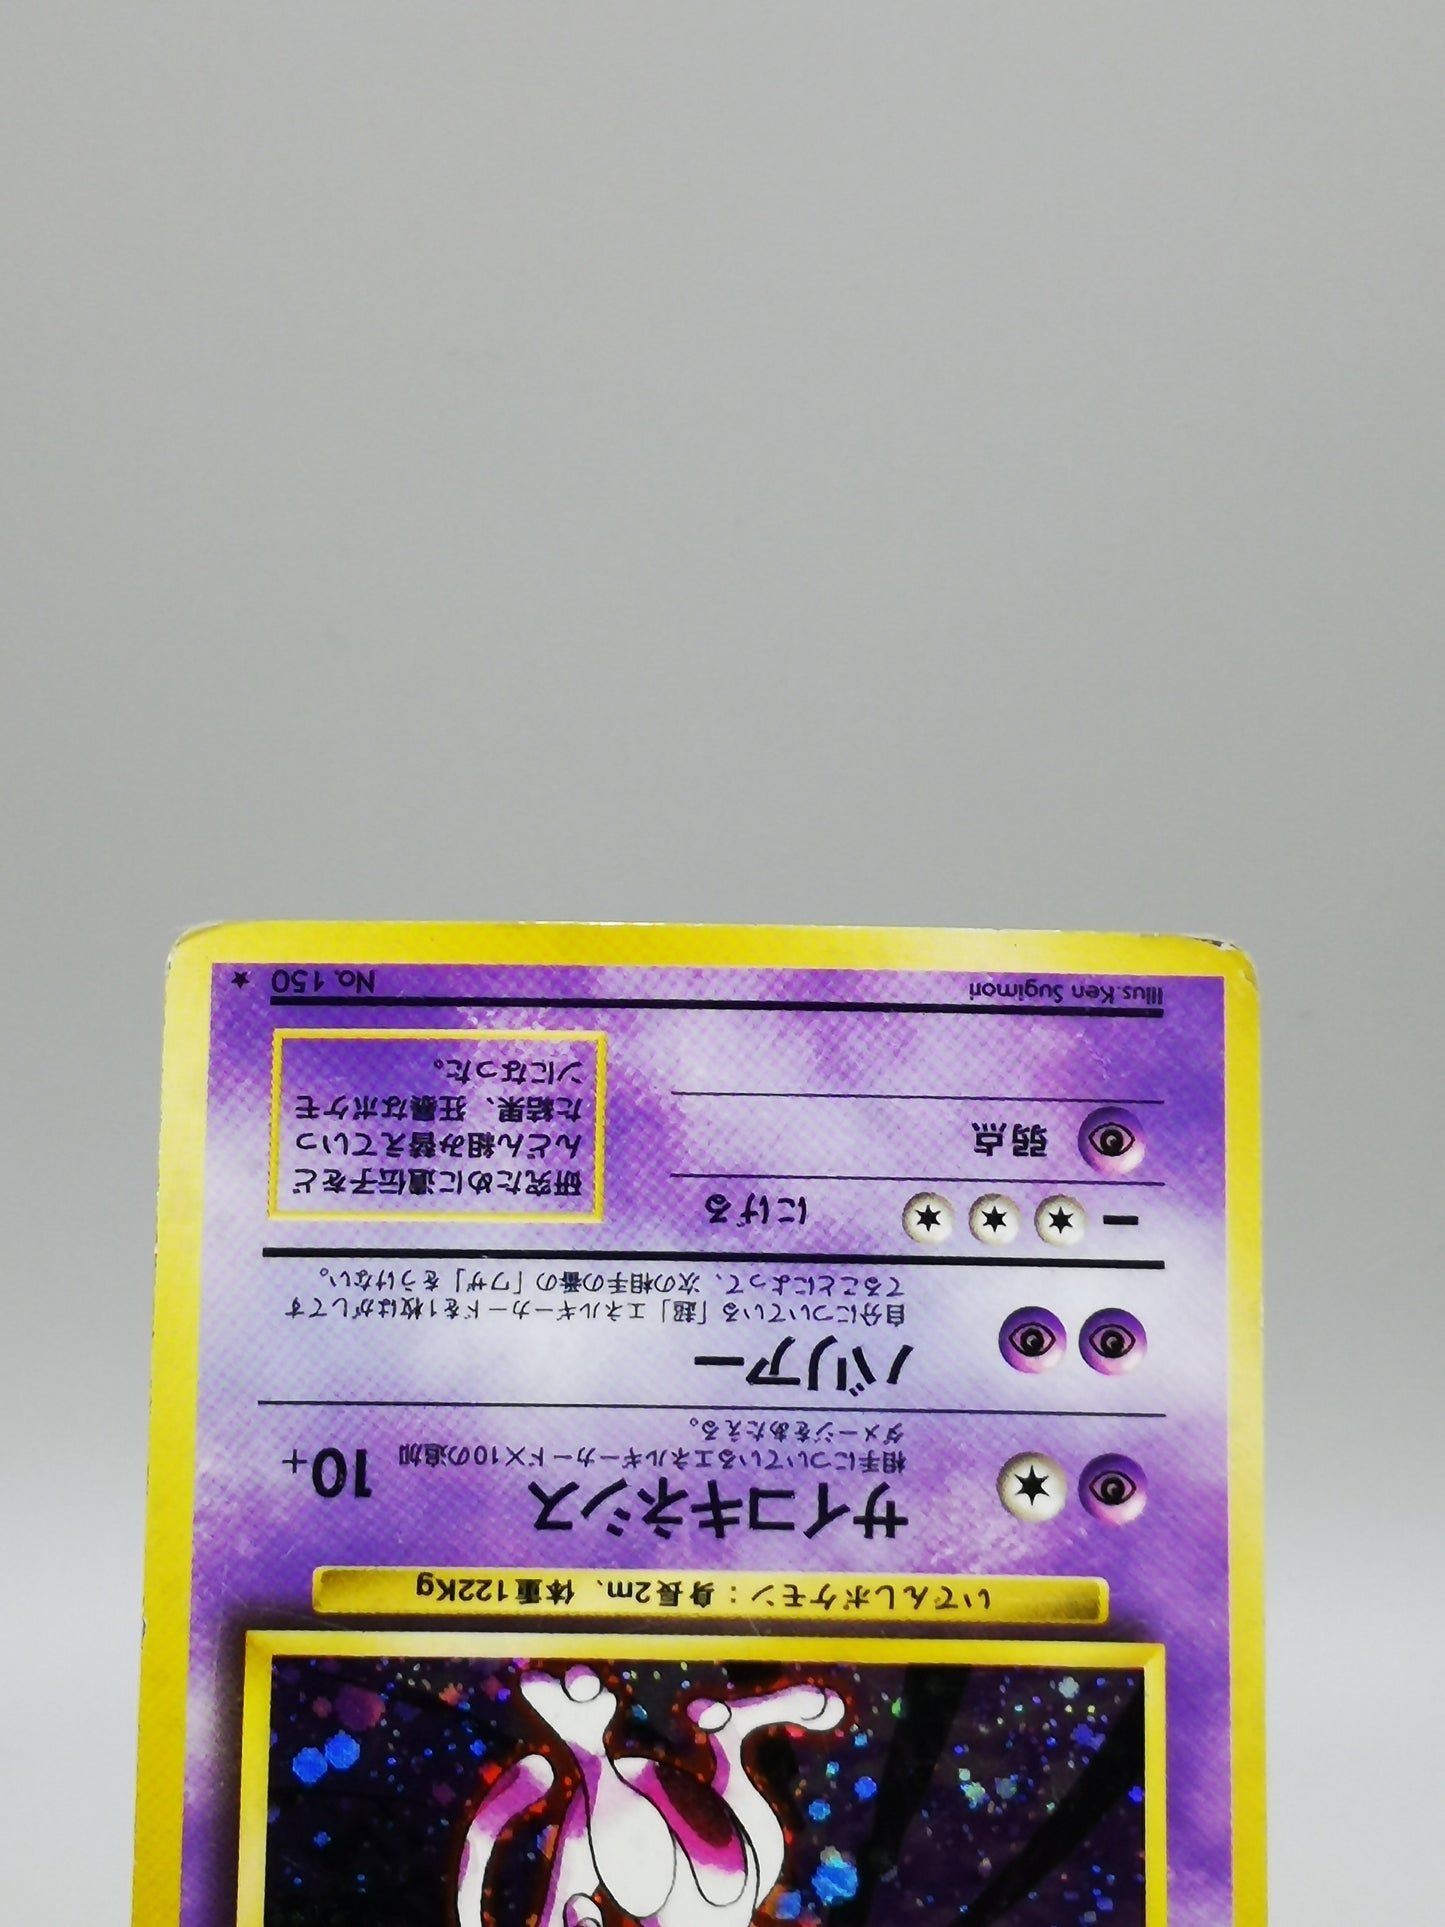 いでんしポケモン：身長2m、体重122Kg
サイコキネシス 10+
相手についているエネルギーカード×10の追加
ダメージをあたえる。
バリアー
自分についている「超」エネルギーカードを1枚はがしてす
てることによって、次の相手の番の「ワザ」をうけない。
− にげる
弱点
研究ために遺伝子をど
んどん組み替えていっ
た結果、狂暴なポケモ
ンになった。
Illus. Ken Sugimori No. 150 ★